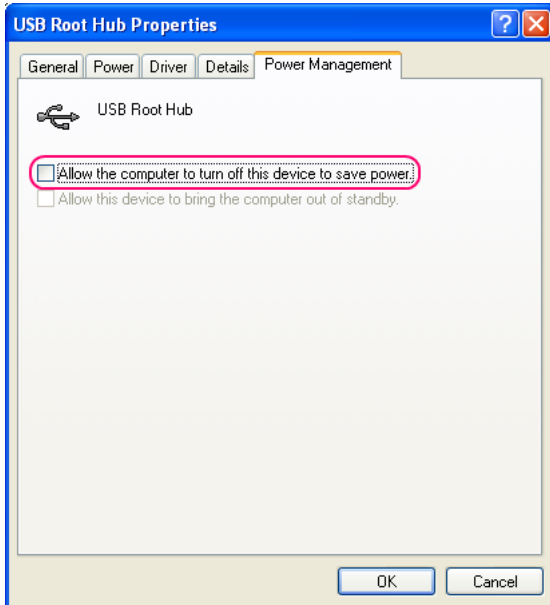 USB Root Hub Properties
General Power Driver Details Power Management
USB Root Hub
Allow the computer to turn off this device to save power.
Allow this device to bring the computer out of standby.
OK Cancel